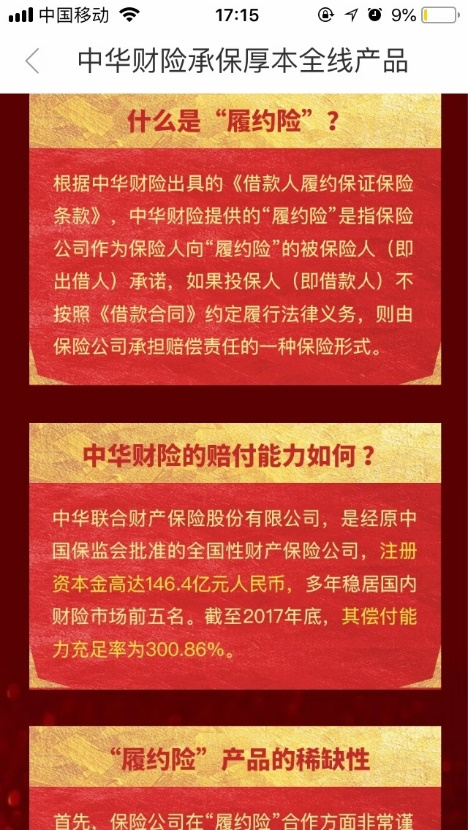 中国移动 17:15 9%
中华财险承保厚本全线产品
什么是“履约险”？
根据中华财险出具的《借款人履约保证保险
条款》，中华财险提供的“履约险”是指保险
公司作为保险人向“履约险”的被保险人（即
出借人）承诺，如果投保人（即借款人）不
按照《借款合同》约定履行法律义务，则由
保险公司承担赔偿责任的一种保险形式。
中华财险的赔付能力如何？
中华联合财产保险股份有限公司，是经原中
国保监会批准的全国性财产保险公司，注册
资本金高达146.4亿元人民币，多年稳居国内
财险市场前五名。截至2017年底，其偿付能
力充足率为300.86%。
“履约险”产品的稀缺性
首先，保险公司在“履约险”合作方面非常谨